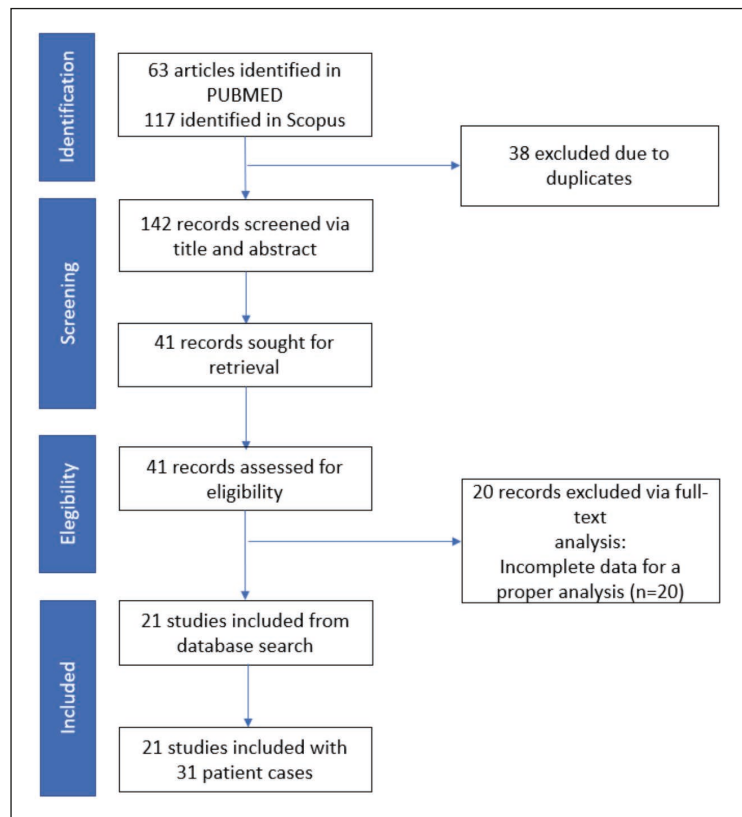 Identification
63 articles identified in
PUBMED
117 identified in Scopus
38 excluded due to
duplicates
Screening
142 records screened via
title and abstract
41 records sought for
retrieval
Elegibility
41 records assessed for
eligibility
20 records excluded via full-
text
analysis:
Incomplete data for a
proper analysis (n=20)
Included
21 studies included from
database search
21 studies included with
31 patient cases